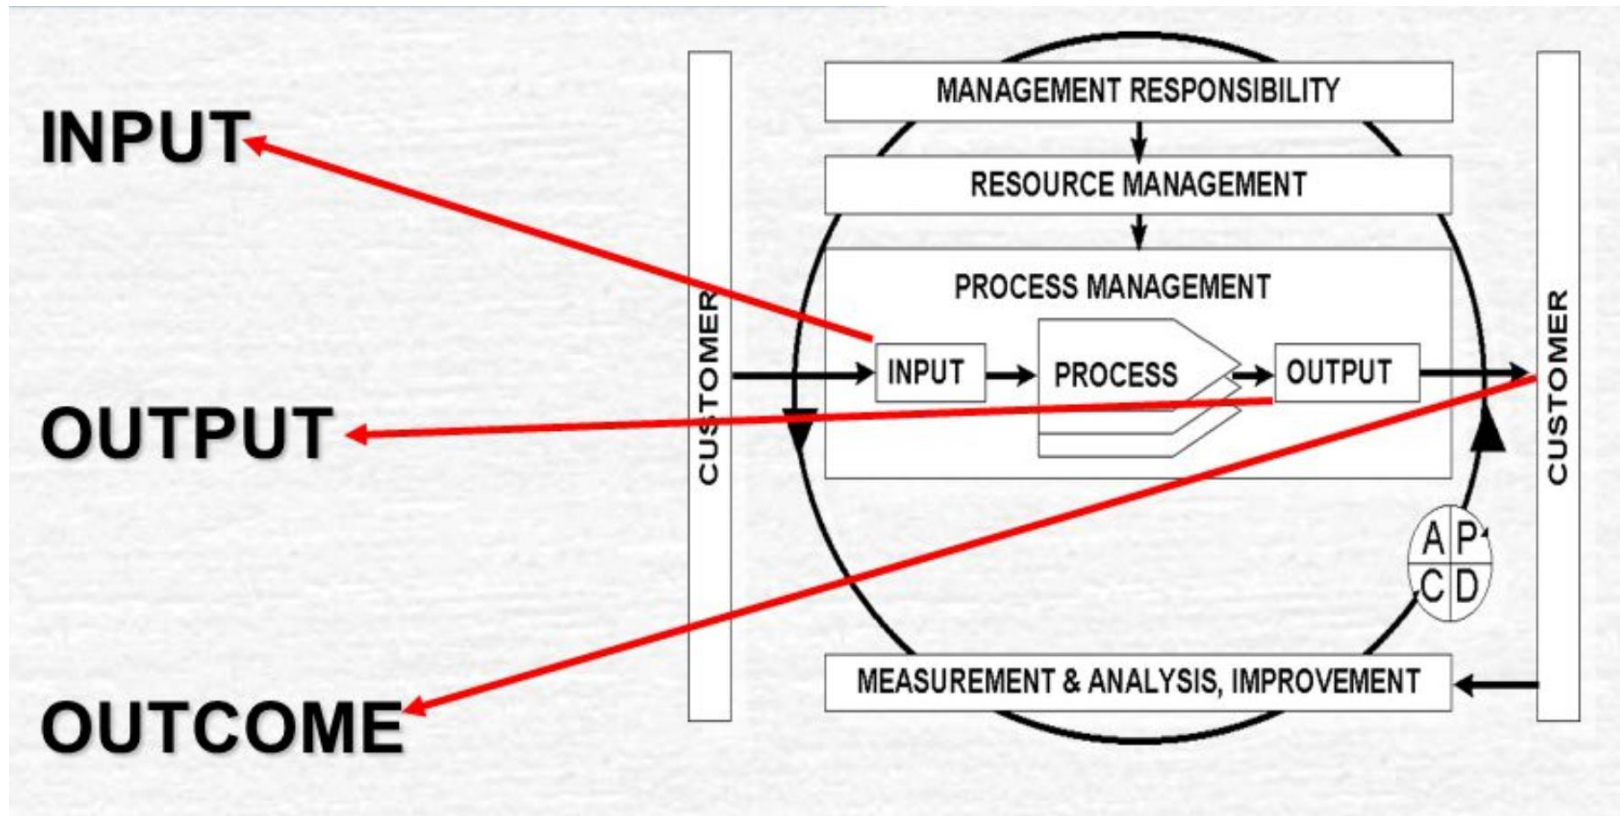 INPUT
OUTPUT
OUTCOME
CUSTOMER
MANAGEMENT RESPONSIBILITY
RESOURCE MANAGEMENT
PROCESS MANAGEMENT
INPUT
PROCESS
OUTPUT
A P
C D
MEASUREMENT & ANALYSIS, IMPROVEMENT
CUSTOMER